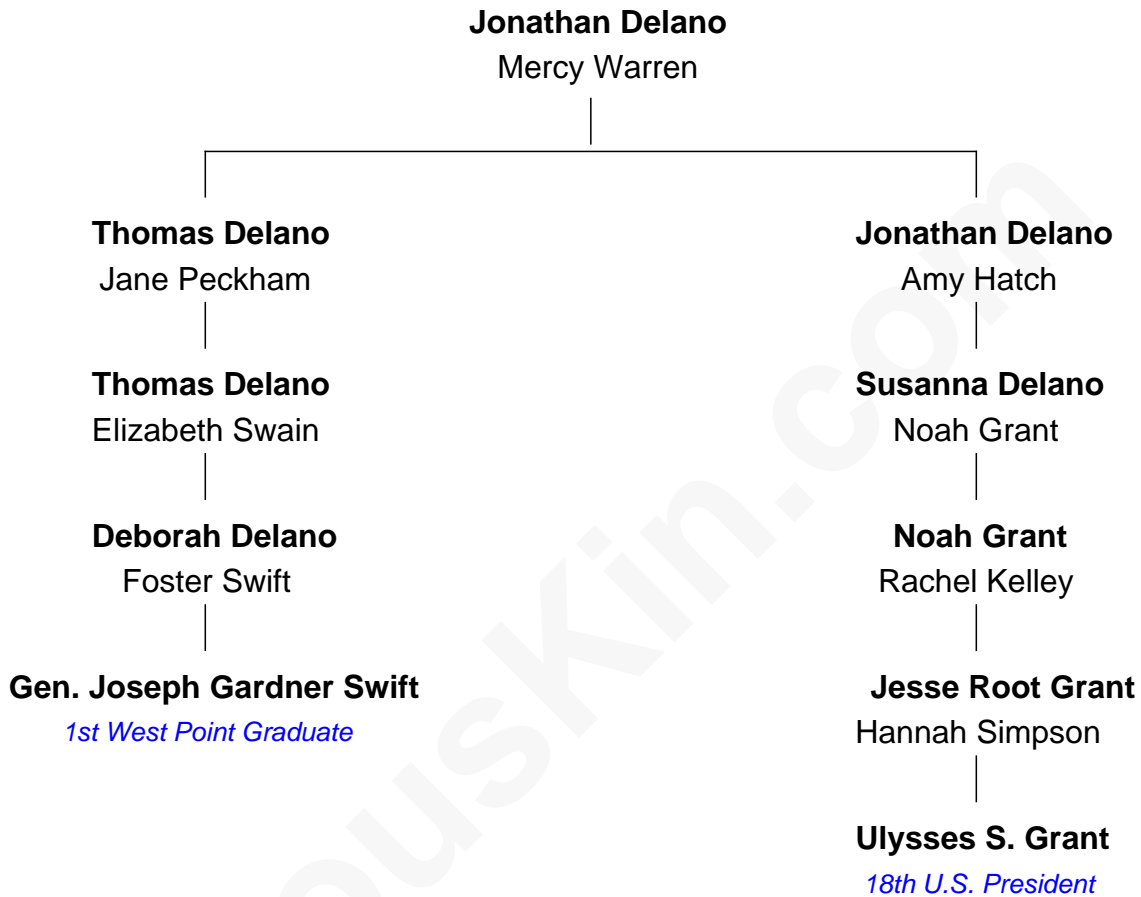 Jonathan Delano
Mercy Warren
Thomas Delano
Jane Peckham
Jonathan Delano
Amy Hatch
Thomas Delano
Elizabeth Swain
Susanna Delano
Noah Grant
Deborah Delano
Foster Swift
Noah Grant
Rachel Kelley
Gen. Joseph Gardner Swift
1st West Point Graduate
Jesse Root Grant
Hannah Simpson
Ulysses S. Grant
18th U.S. President
ouskin.com